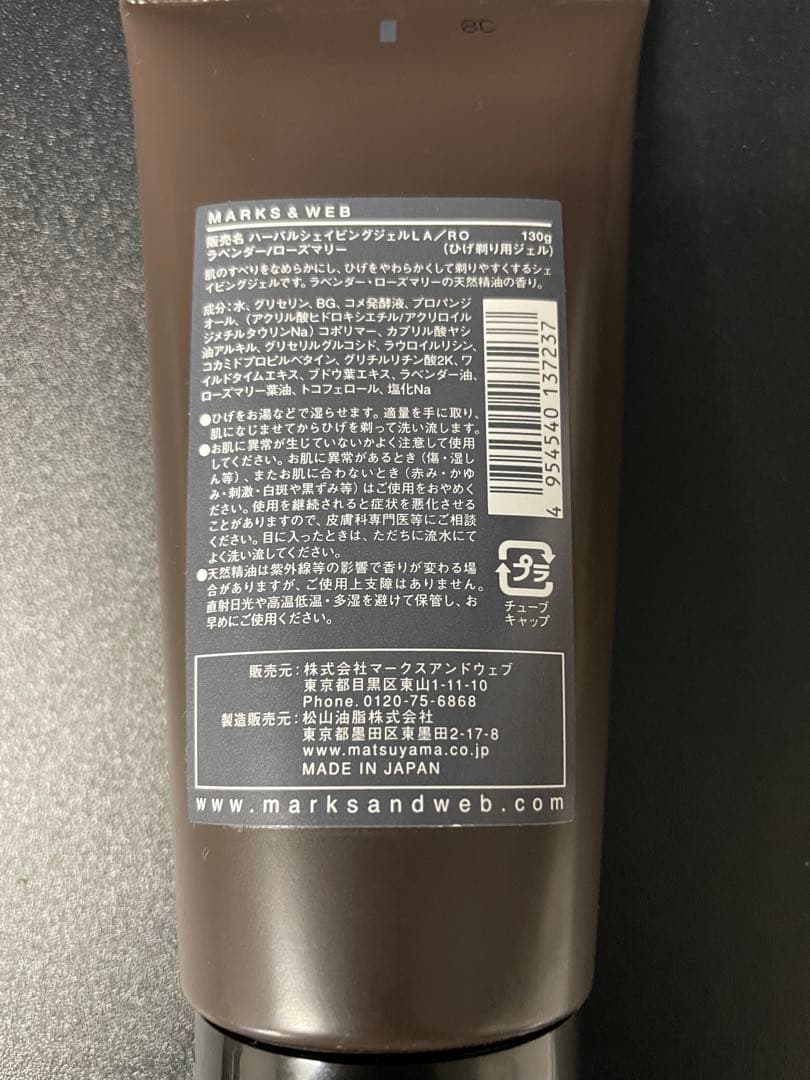 8C
MARKS & WEB
販売名 ハーバルシェイビングジェルLA／RO 130g
ラベンダー/ローズマリー (ひげ剃り用ジェル)
肌のすべりをなめらかにし、ひげをやわらかくして剃りやすくするシェ
イビングジェルです。ラベンダー・ローズマリーの天然精油の香り。
成分:水、グリセリン、BG、コメ発酵液、プロパンジ
オール、(アクリル酸ヒドロキシエチル/アクリロイル
ジメチルタウリンNa)コポリマー、カプリル酸ヤシ
油アルキル、グリセリルグルコシド、ラウロイルリシン、
コカミドプロピルベタイン、グリチルリチン酸2K、ワ
イルドタイムエキス、ブドウ葉エキス、ラベンダー油、
ローズマリー葉油、トコフェロール、塩化Na
●ひげをお湯などで湿らせます。適量を手に取り、
肌になじませてからひげを剃って洗い流します。
●お肌に異常が生じていないかよく注意して使用
してください。お肌に異常があるとき(傷・湿し
ん等)、またお肌に合わないとき(赤み・かゆ
み・刺激・白斑や黒ずみ等)はご使用をおやめく
ださい。使用を継続されると症状を悪化させる
ことがありますので、皮膚科専門医等にご相談
ください。目に入ったときは、ただちに流水にて
よく洗い流してください。
●天然精油は紫外線等の影響で香りが変わる場
合がありますが、ご使用上支障はありません。
直射日光や高温低温・多湿を避けて保管し、お
早めにご使用ください。
4 954540 137237
プラ
チューブ
キャップ
販売元:株式会社マークスアンドウェブ
東京都目黒区東山1-11-10
Phone. 0120-75-6868
製造販売元:松山油脂株式会社
東京都墨田区東墨田2-17-8
www.matsuyama.co.jp
MADE IN JAPAN
www.marksandweb.com